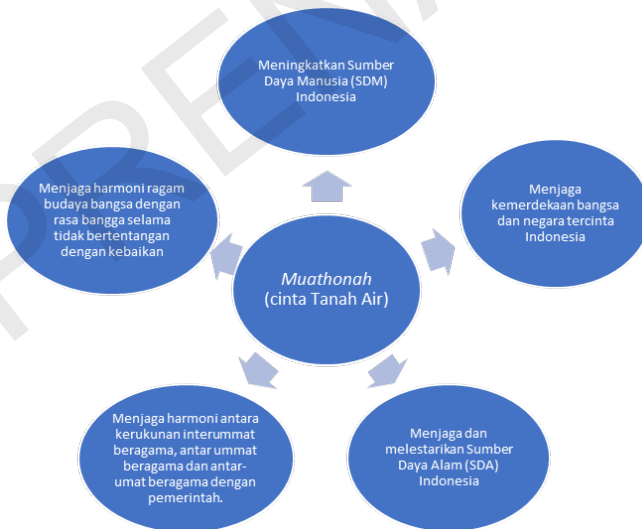 Meningkatkan Sumber
Daya Manusia (SDM)
Indonesia
Menjaga harmoni ragam
budaya bangsa dengan
rasa bangga selama
tidak bertentangan
dengan kebaikan
Menjaga
kemerdekaan bangsa
dan negara tercinta
Indonesia
Muathonah
(cinta Tanah Air)
Menjaga harmoni antara
kerukunan interummat
beragama, antar ummat
beragama dan antar-
umat beragama dengan
pemerintah.
Menjaga dan
melestarikan Sumber
Daya Alam (SDA)
Indonesia